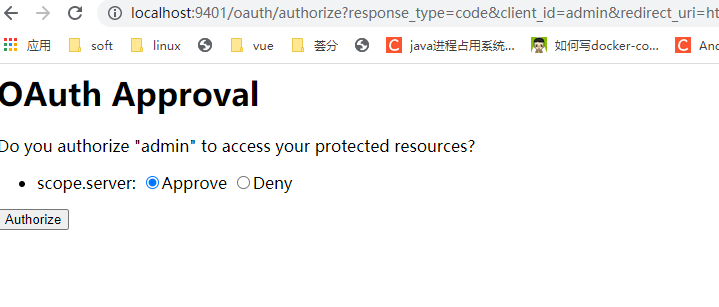 localhost:9401/oauth/authorize?response_type=code&client_id=admin&redirect_uri=ht
应用 soft linux vue 荟分 java进程占用系统... 如何写docker-co... And
OAuth Approval
Do you authorize "admin" to access your protected resources?
• scope.server: Approve Deny
Authorize